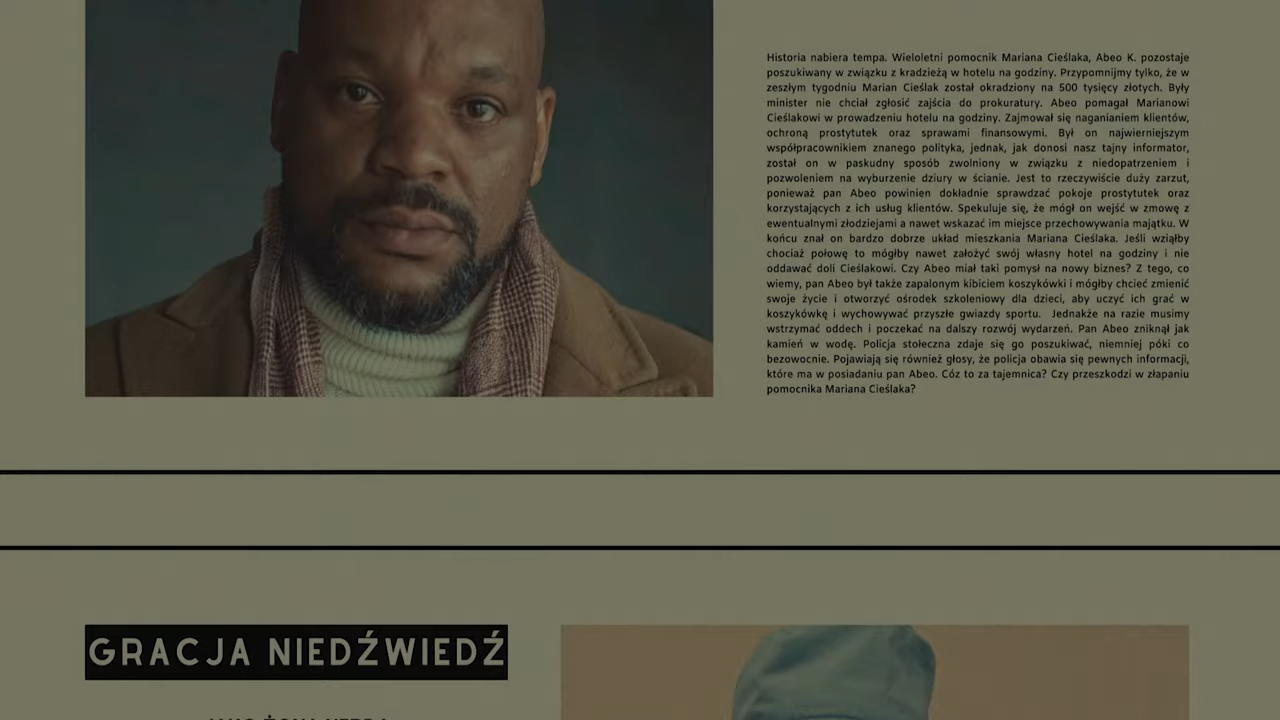 Historia nabiera tempa. Wieloletni pomocnik Mariana Cieślaka, Abeo K. pozostaje
poszukiwany w związku z kradzieżą w hotelu na godziny. Przypomnijmy tylko, że w
zeszłym tygodniu Marian Cieślak został okradziony na 500 tysięcy złotych. Były
minister nie chciał zgłosić zajścia do prokuratury. Abeo pomagał Marianowi
Cieślakowi w prowadzeniu hotelu na godziny. Zajmował się naganianiem klientów,
ochroną prostytutek oraz sprawami finansowymi. Był on najwierniejszym
współpracownikiem znanego polityka, jednak, jak donosi nasz tajny informator,
został on w paskudny sposób zwolniony w związku z niedopatrzeniem i
pozwoleniem na wyburzenie dziury w ścianie. Jest to rzeczywiście duży zarzut,
ponieważ pan Abeo powinien dokładnie sprawdzać pokoje prostytutek oraz
korzystających z ich usług klientów. Spekuluje się, że mógł on wejść w zmowę z
ewentualnymi złodziejami a nawet wskazać im miejsce przechowywania majątku. W
końcu znał on bardzo dobrze układ mieszkania Mariana Cieślaka. Jeśli wziąłby
chociaż połowę to mógłby nawet założyć swój własny hotel na godziny i nie
oddawać doli Cieślakowi. Czy Abeo miał taki pomysł na nowy biznes? Z tego, co
wiemy, pan Abeo był także zapalonym kibiciem koszykówki i mógłby chcieć zmienić
swoje życie i otworzyć ośrodek szkoleniowy dla dzieci, aby uczyć ich grać w
koszykówkę i wychowywać przyszłe gwiazdy sportu. Jednakże na razie musimy
wstrzymać oddech i poczekać na dalszy rozwój wydarzeń. Pan Abeo zniknął jak
kamień w wodę. Policja stołeczna zdaje się go poszukiwać, niemniej póki co
bezowocnie. Pojawiają się również głosy, że policja obawia się pewnych informacji,
które ma w posiadaniu pan Abeo. Cóz to za tajemnica? Czy przeszkodzi w złapaniu
pomocnika Mariana Cieślaka?
GRACJA NIEDŹWIEDŹ